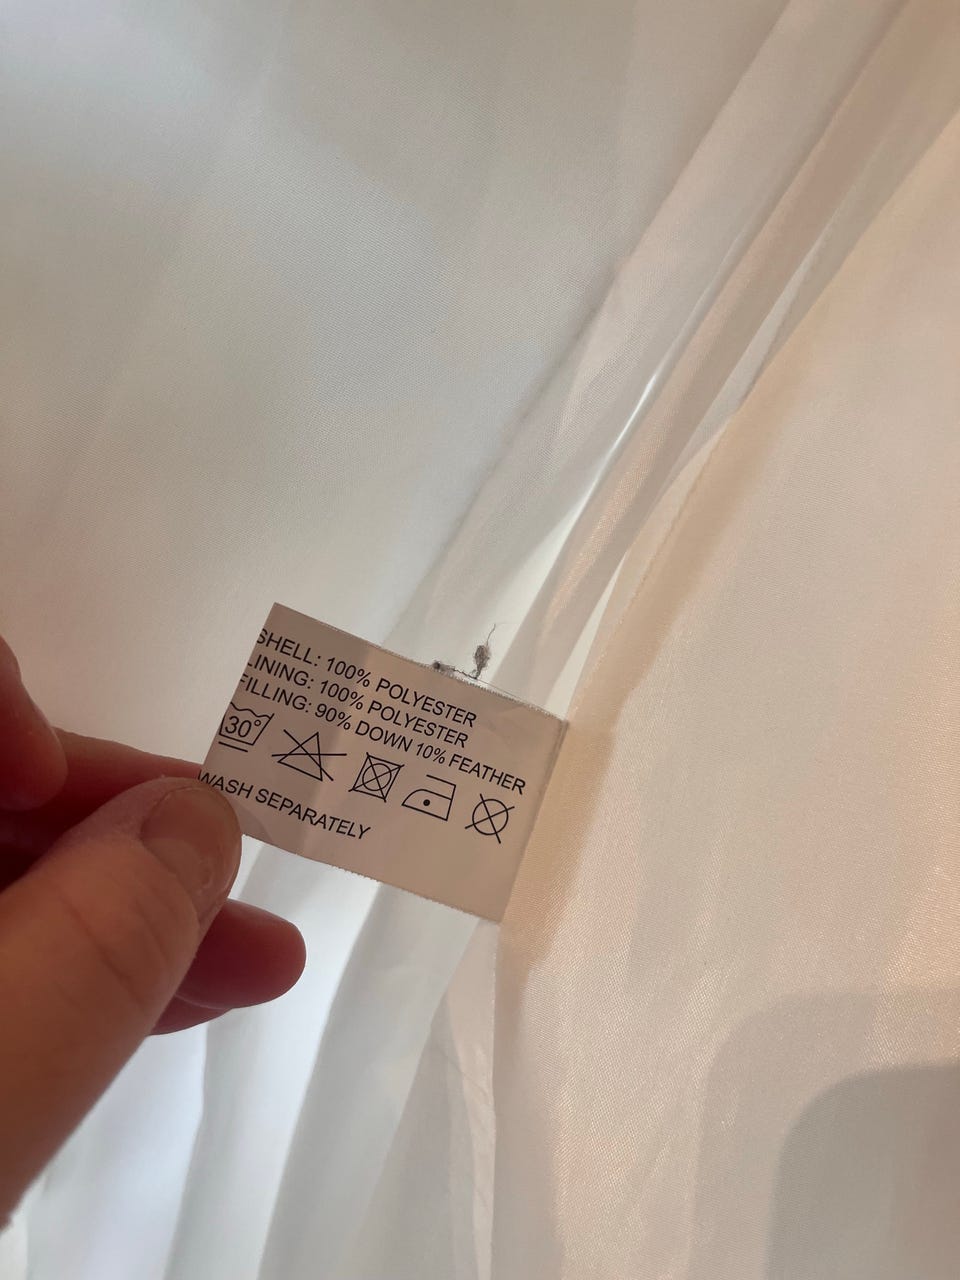 SHELL: 100% POLYESTER
LINING: 100% POLYESTER
FILLING: 90% DOWN 10% FEATHER
30°
WASH SEPARATELY